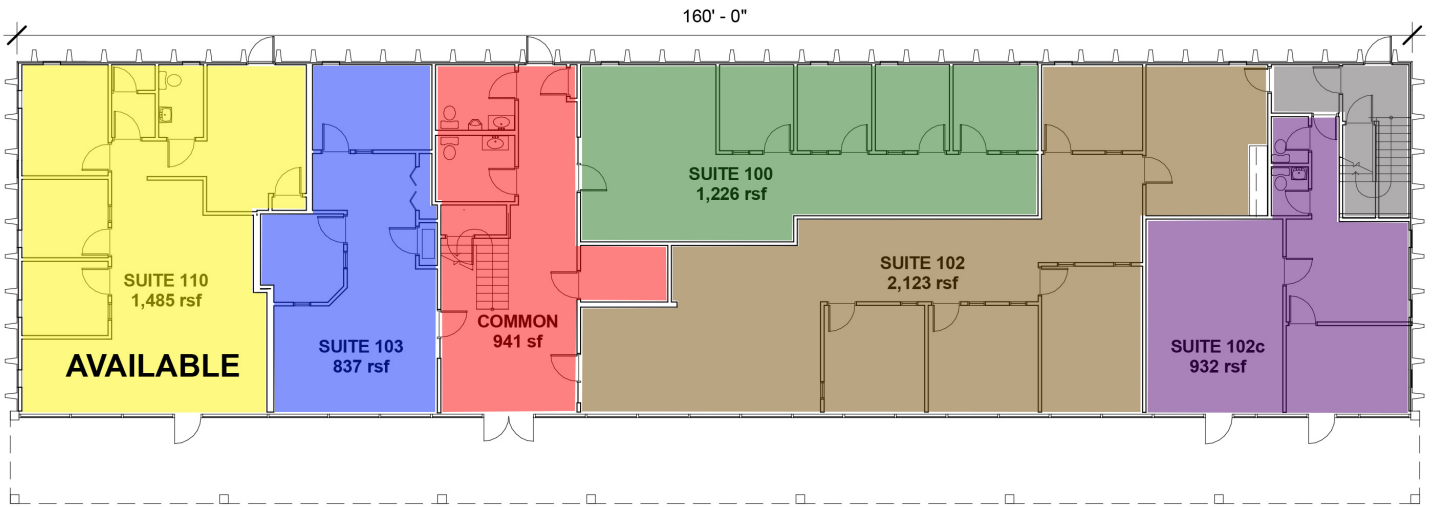 160' - 0"
SUITE 100
1,226 rsf
SUITE 110
1,485 rsf
AVAILABLE
SUITE 103
837 rsf
COMMON
941 sf
SUITE 102
2,123 rsf
SUITE 102c
932 rsf